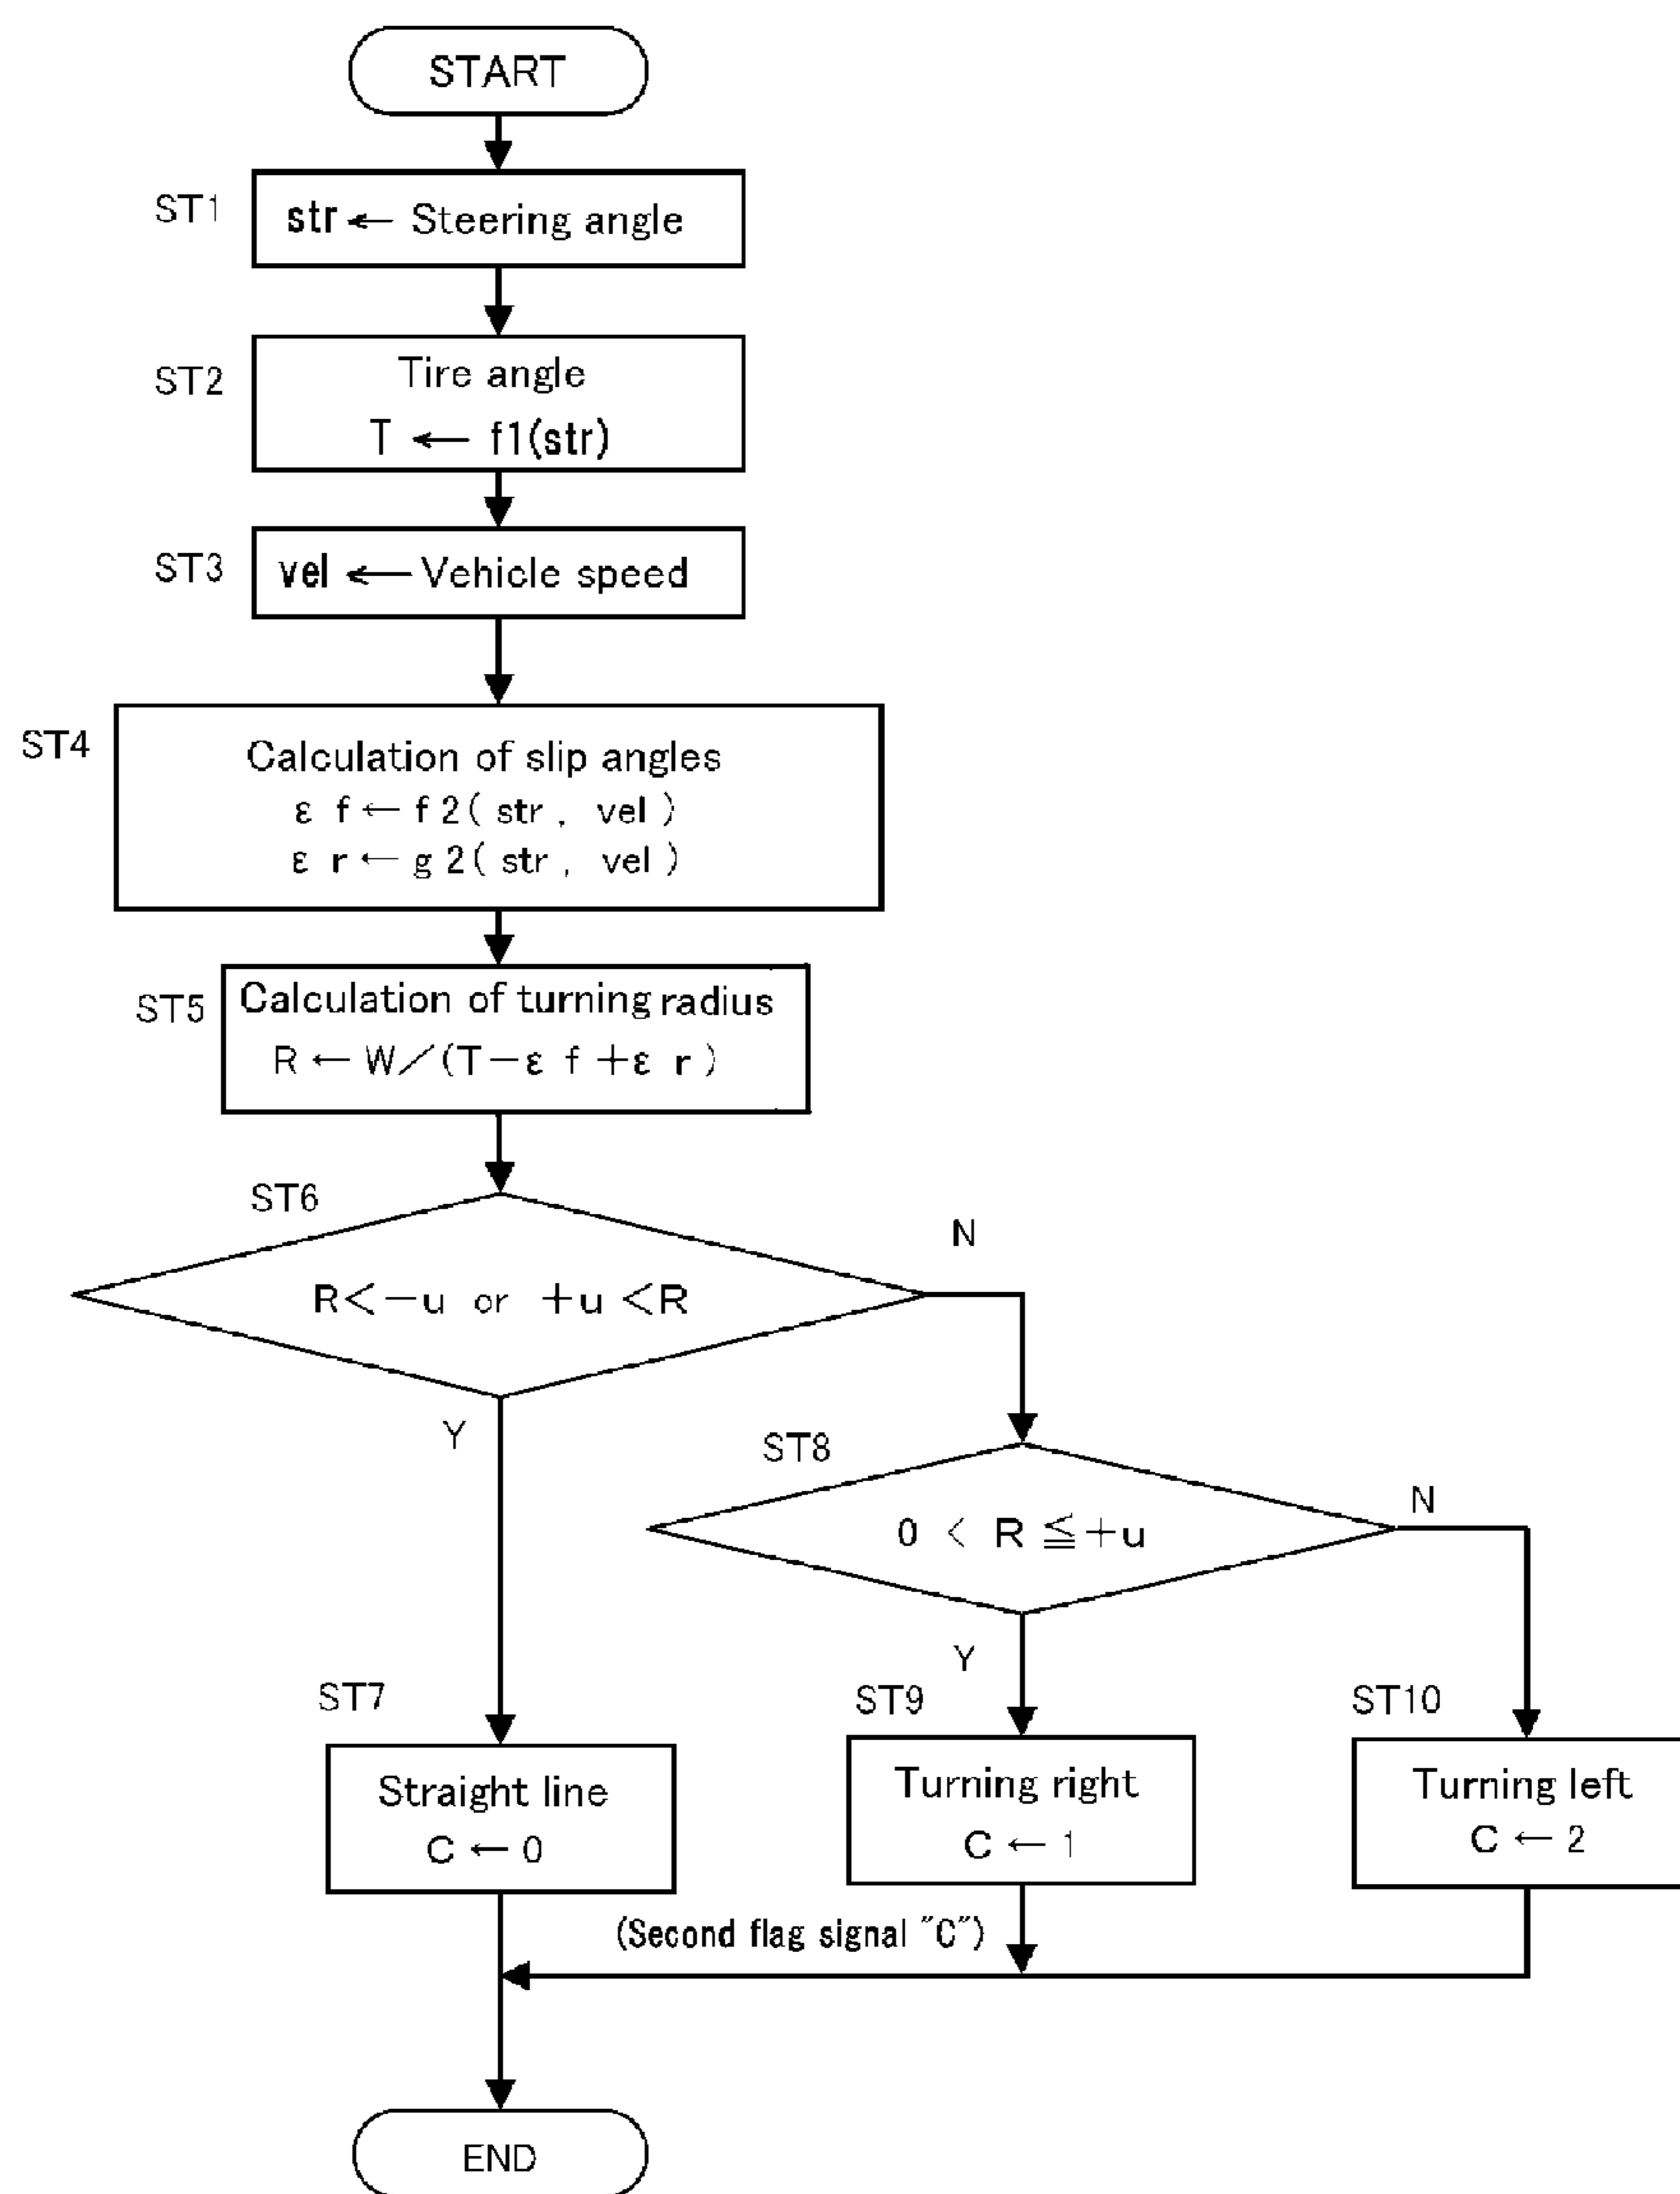 START
ST1
str ← Steering angle
ST2
Tire angle
T ← f1(str)
ST3
vel ← Vehicle speed
ST4
Calculation of slip angles
ε f ← f 2 ( str , vel )
ε r ← g 2 ( str , vel )
ST5
Calculation of turning radius
R ← W／(T－ε f ＋ε r )
ST6
R＜－u or ＋u ＜R
N
Y
ST8
0 < R ≦＋u
N
Y
ST7
Straight line
C ← 0
ST9
Turning right
C ← 1
ST10
Turning left
C ← 2
(Second flag signal "C")
END